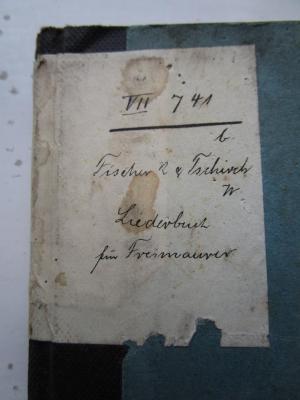 VII 741
b
Fischer R & Tschirch
W
Liederbuch
für Freimaurer